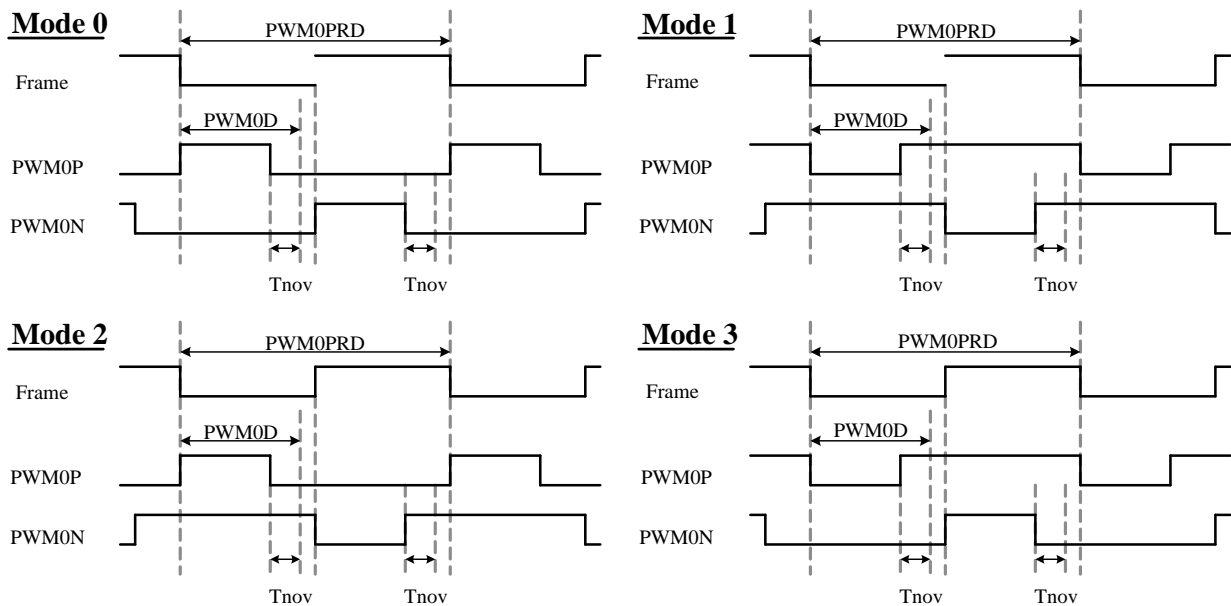 Mode 0
PWM0PRD
Frame
PWM0D
PWM0P
PWM0N
Tnov
Tnov
Mode 1
PWM0PRD
Frame
PWM0D
PWM0P
PWM0N
Tnov
Tnov
Mode 2
PWM0PRD
Frame
PWM0D
PWM0P
PWM0N
Tnov
Tnov
Mode 3
PWM0PRD
Frame
PWM0D
PWM0P
PWM0N
Tnov
Tnov